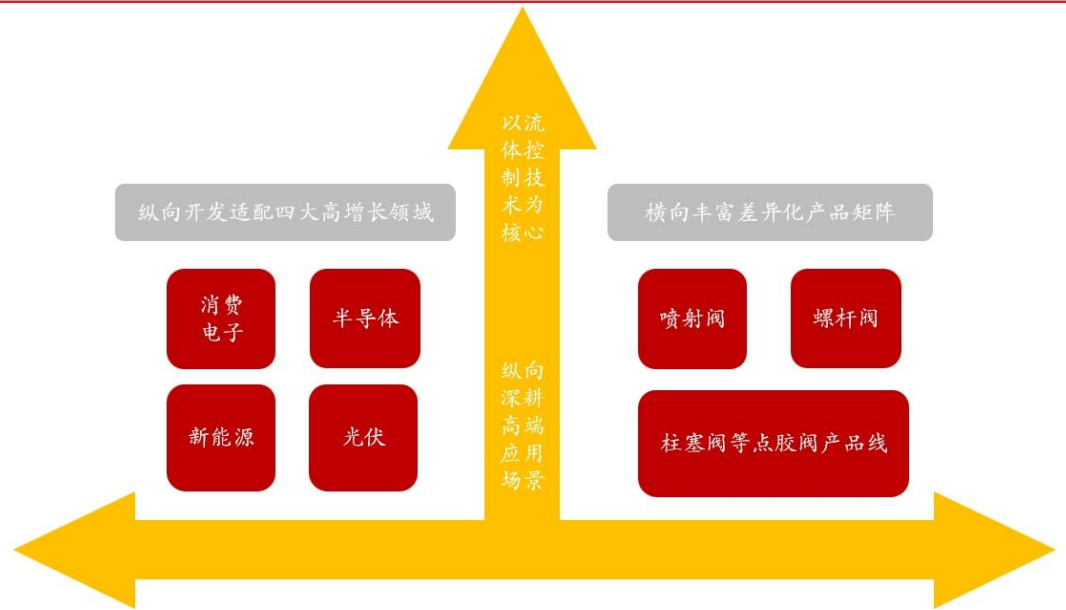 以流
体控
制技
术为
核心
纵向开发适配四大高增长领域
横向丰富差异化产品矩阵
消费
电子
半导体
喷射阀
螺杆阀
纵向
深耕
高端
应用
场景
新能源
光伏
柱塞阀等点胶阀产品线